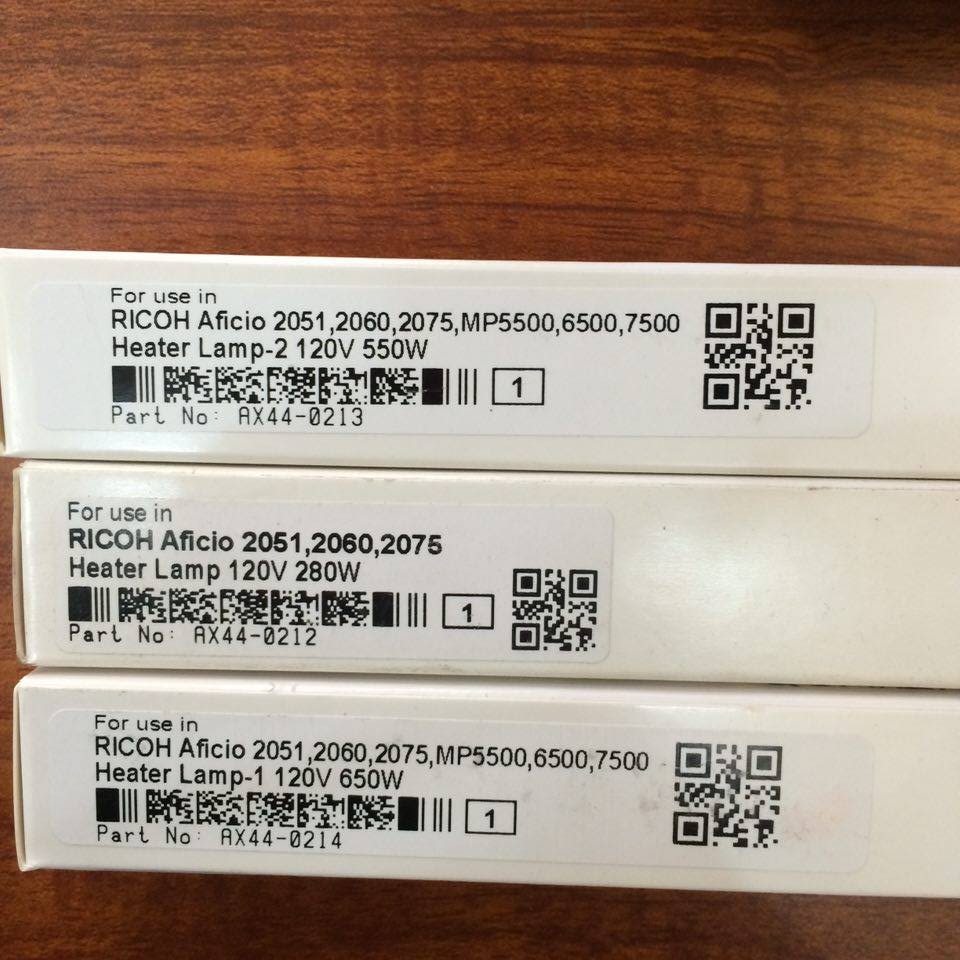 For use in
RICOH Aficio 2051,2060,2075,MP5500,6500,7500
Heater Lamp-2 120V 550W
1
Part No: AX44-0213
For use in
RICOH Aficio 2051,2060,2075
Heater Lamp 120V 280W
1
Part No: AX44-0212
For use in
RICOH Aficio 2051,2060,2075,MP5500,6500,7500
Heater Lamp-1 120V 650W
1
Part No: AX44-0214